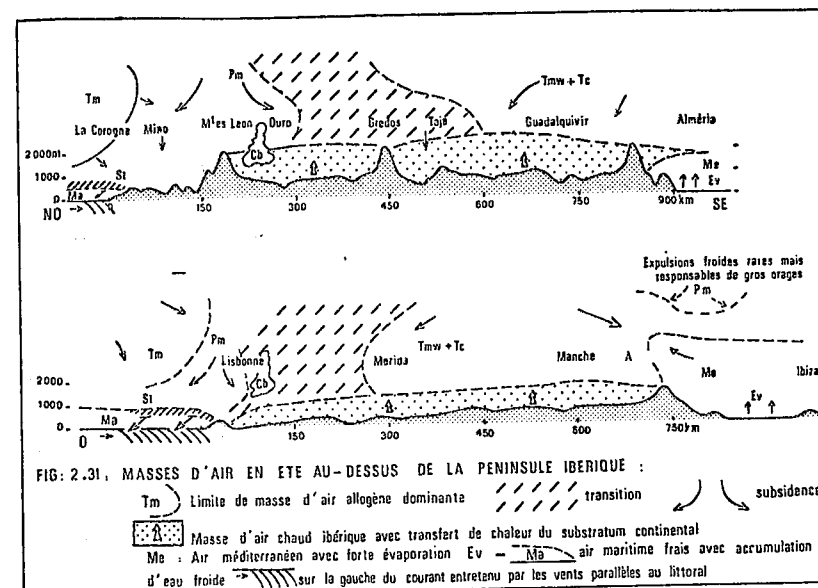 Tm Pm Tmw + Tc
La Corogne Mino Mtes Leon Douro Gredos Tajo Guadalquivir Alméria
2000m.
1000
0
St
Ma
Cb
Me
Ev
NO 150 300 450 600 750 900 km SE
Expulsions froides rares mais
responsables de gros orages
Pm
Tm Pm Lisbonne Merida Tmw + Tc Manche A Me Ibiza
2000
1000
0
St
Ma
Cb
Ev
O 150 300 450 600 750 km
FIG: 2.31. MASSES D'AIR EN ETE AU-DESSUS DE LA PENINSULE IBERIQUE :
Tm Limite de masse d'air allogène dominante transition subsidence
Masse d'air chaud ibérique avec transfert de chaleur du substratum continental
Me : Air méditerranéen avec forte évaporation Ev – Ma air maritime frais avec accumulation
d'eau froide sur la gauche du courant entretenu par les vents parallèles au littoral